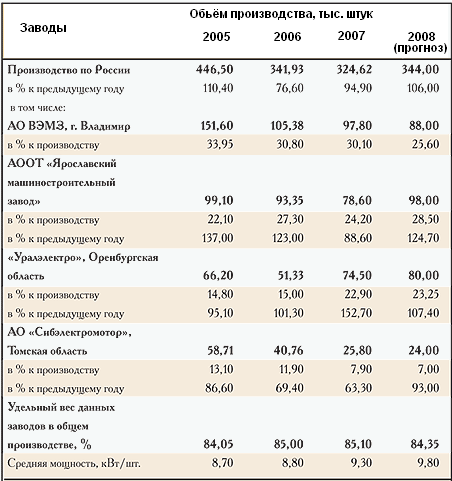 Заводы
Объём производства, тыс. штук
2005 2006 2007 2008
(прогноз)
Производство по России 446,50 341,93 324,62 344,00
в % к предыдущему году 110,40 76,60 94,90 106,00
в том числе:
АО ВЭМЗ, г. Владимир 151,60 105,38 97,80 88,00
в % к производству 33,95 30,80 30,10 25,60
АООТ «Ярославский
машиностроительный
завод» 99,10 93,35 78,60 98,00
в % к производству 22,10 27,30 24,20 28,50
в % к предыдущему году 137,00 123,00 88,60 124,70
«Уралэлектро», Оренбургская
область 66,20 51,33 74,50 80,00
в % к производству 14,80 15,00 22,90 23,25
в % к предыдущему году 95,10 101,30 152,70 107,40
АО «Сибэлектромотор»,
Томская область 58,71 40,76 25,80 24,00
в % к производству 13,10 11,90 7,90 7,00
в % к предыдущему году 86,60 69,40 63,30 93,00
Удельный вес данных
заводов в общем
производстве, % 84,05 85,00 85,10 84,35
Средняя мощность, кВт/шт. 8,70 8,80 9,30 9,80